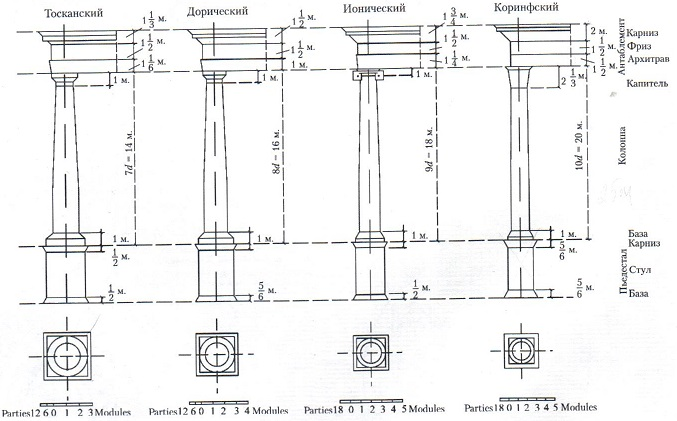 Тосканский Дорический Ионический Коринфский
1 1/3 м.
1 1/2
1 1/6
1 м.
7d = 14 м.
1 м.
1/2 м.
1/2 м.
1 1/2 м.
1 1/2
1 м.
1 м.
8d = 16 м.
1 м.
5/6 м.
1 3/4 м.
1 1/2 м.
1 1/4 м.
1 м.
9d = 18 м.
1 м.
1/2 м.
2 м. Карниз
1 1/2 м. Фриз
1 1/2 м. Архитрав
Антаблемент
2 1/3 м. Капитель
10d = 20 м.
Колонна
1 м. База
5/6 м. Карниз
Стул
5/6 м. База
Пьедестал
Parties12 6 0 1 2 3 Modules
Parties12 6 0 1 2 3 4 Modules
Parties18 0 1 2 3 4 5 Modules
Parties18 0 1 2 3 4 5 Modules